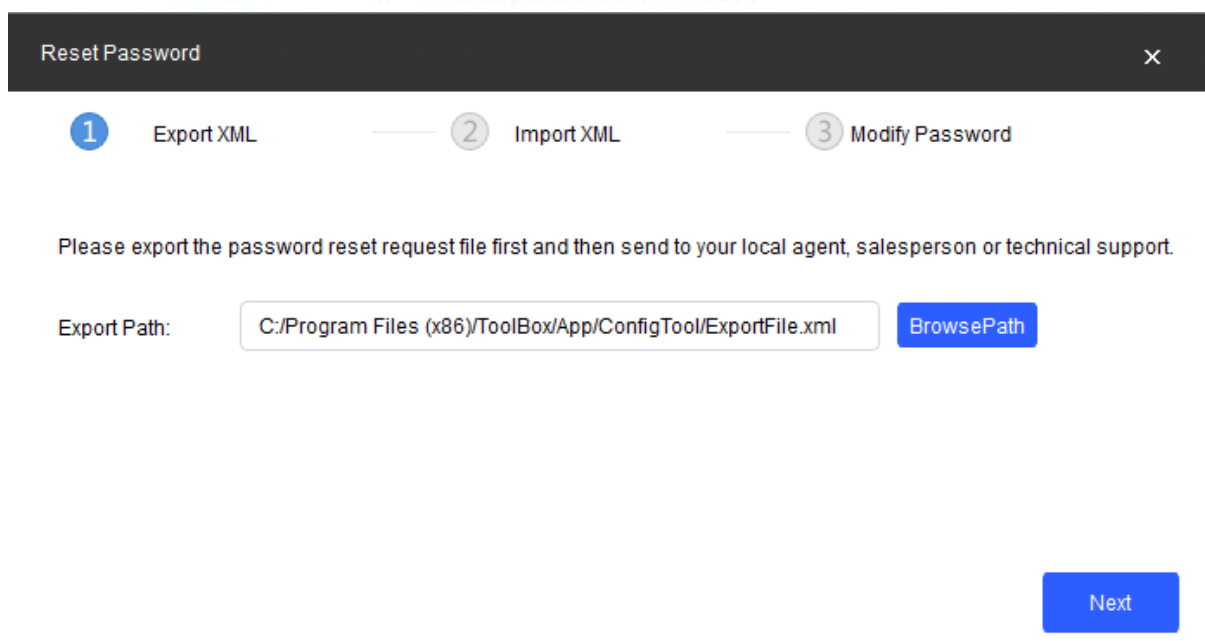 Reset Password ×
1 Export XML 2 Import XML 3 Modify Password
Please export the password reset request file first and then send to your local agent, salesperson or technical support.
Export Path: C:/Program Files (x86)/ToolBox/App/ConfigTool/ExportFile.xml BrowsePath
Next